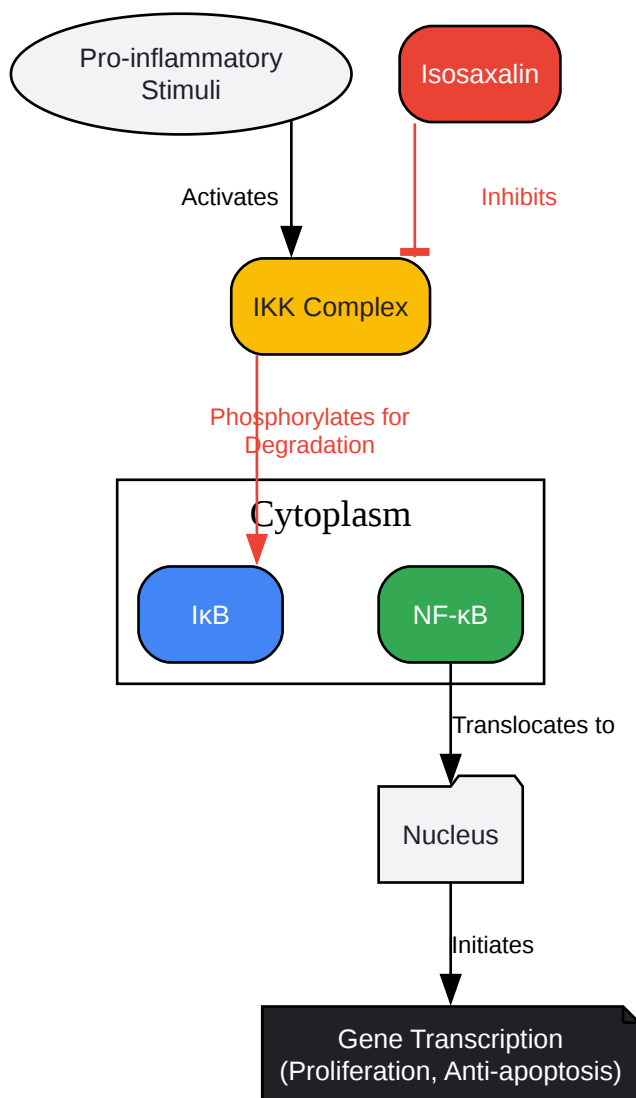 Pro-inflammatory
Stimuli
Isosaxalin
Activates
Inhibits
IKK Complex
Phosphorylates for
Degradation
Cytoplasm
IκB
NF-κB
Translocates to
Nucleus
Initiates
Gene Transcription
(Proliferation, Anti-apoptosis)